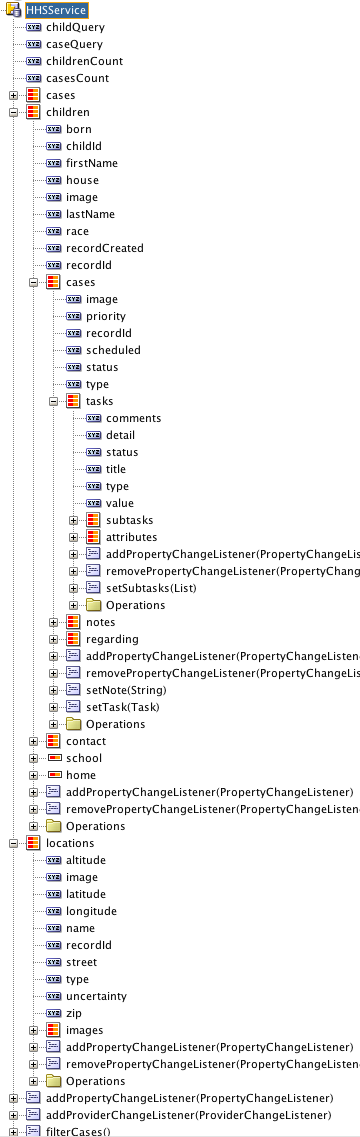 HHSService
childQuery
caseQuery
childrenCount
casesCount
cases
children
born
childId
firstName
house
image
lastName
race
recordCreated
recordId
cases
image
priority
recordId
scheduled
status
type
tasks
comments
detail
status
title
type
value
subtasks
attributes
addPropertyChangeListener(PropertyChangeLis
removePropertyChangeListener(PropertyChang
setSubtasks(List)
Operations
notes
regarding
addPropertyChangeListener(PropertyChangeListen
removePropertyChangeListener(PropertyChangeLis
setNote(String)
setTask(Task)
Operations
contact
school
home
addPropertyChangeListener(PropertyChangeListener)
removePropertyChangeListener(PropertyChangeListen
Operations
locations
altitude
image
latitude
longitude
name
recordId
street
type
uncertainty
zip
images
addPropertyChangeListener(PropertyChangeListener)
removePropertyChangeListener(PropertyChangeListen
Operations
addPropertyChangeListener(PropertyChangeListener)
addProviderChangeListener(ProviderChangeListener)
filterCases()